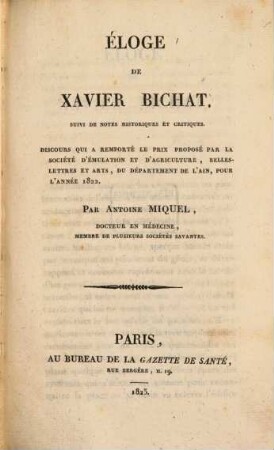 ÉLOGE
DE
XAVIER BICHAT,
SUIVI DE NOTES HISTORIQUES ET CRITIQUES.
DISCOURS QUI A REMPORTÉ LE PRIX PROPOSÉ PAR LA
SOCIÉTÉ D'ÉMULATION ET D'AGRICULTURE, BELLES-
LETTRES ET ARTS, DU DÉPARTEMENT DE L'AIN, POUR
L'ANNÉE 1822.
PAR ANTOINE MIQUEL,
DOCTEUR EN MÉDECINE,
MEMBRE DE PLUSIEURS SOCIÉTÉS SAVANTES.
PARIS,
AU BUREAU DE LA GAZETTE DE SANTÉ,
RUE BERGÈRE, N. 19.
1823.